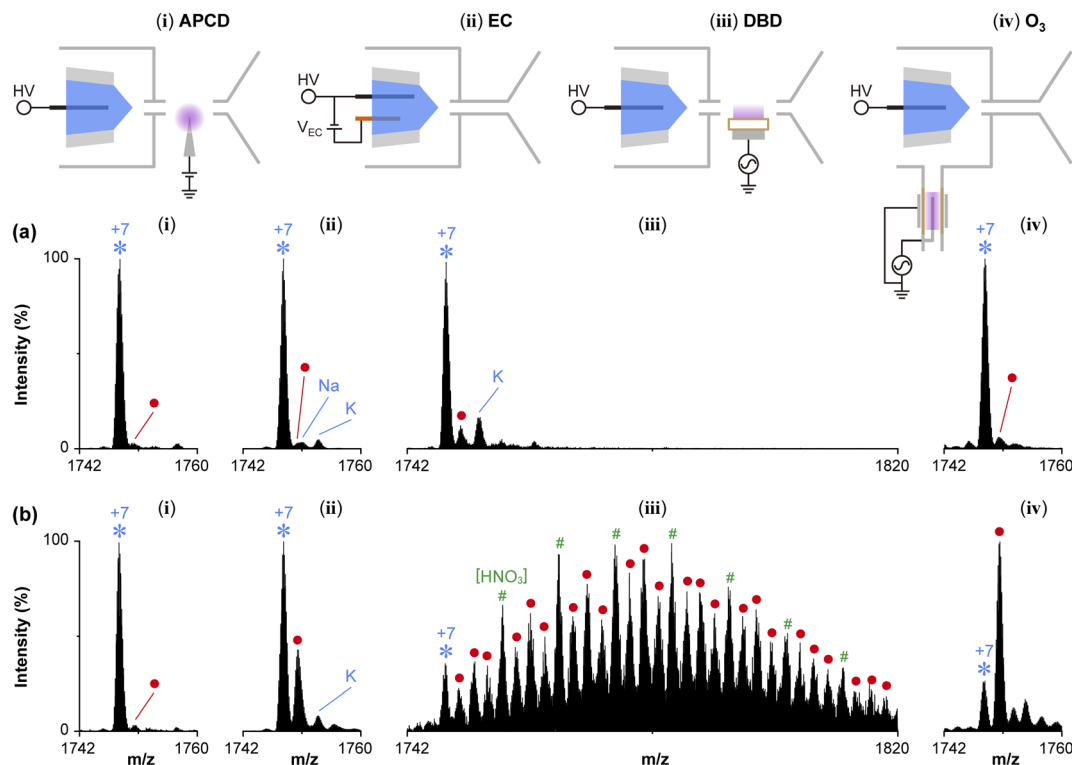 (i) APCD (ii) EC (iii) DBD (iv) O₃
HV HV HV HV
V_EC
(a) (i) (ii) (iii) (iv)
+7 +7 +7 +7
* * * *
100
Intensity (%)
Na
K K
0
1742 1760 1742 1760 1742 1820 1742 1760
(b) (i) (ii) (iii) (iv)
+7 +7 +7 +7
* * * *
# # # # # # #
[HNO₃]
100
Intensity (%)
K
0
1742 1760 1742 1760 1742 1820 1742 1760
m/z m/z m/z m/z